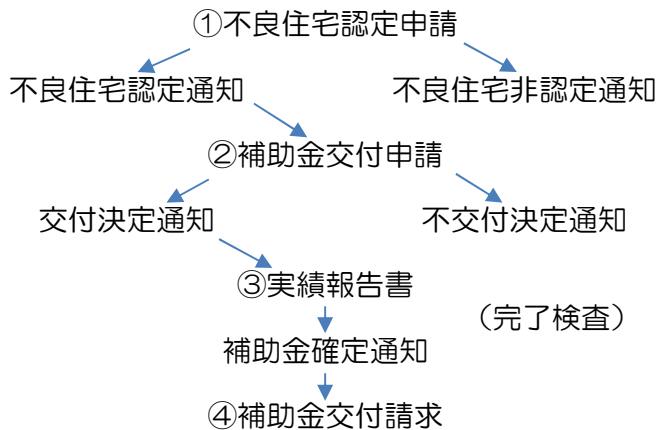 ①不良住宅認定申請
不良住宅認定通知 不良住宅非認定通知
②補助金交付申請
交付決定通知 不交付決定通知
③実績報告書
（完了検査）
補助金確定通知
④補助金交付請求